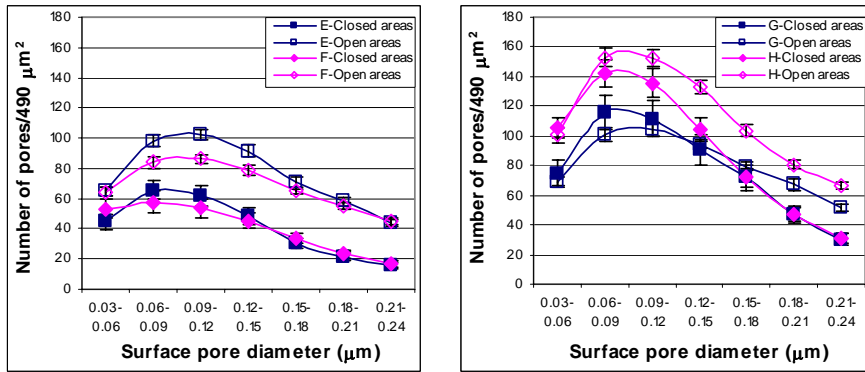 180
160
140
120
100
80
60
40
20
0
Number of pores/490 μm²
E-Closed areas
E-Open areas
F-Closed areas
F-Open areas
0.03- 0.06- 0.09- 0.12- 0.15- 0.18- 0.21-
0.06 0.09 0.12 0.15 0.18 0.21 0.24
Surface pore diameter (μm)
180
160
140
120
100
80
60
40
20
0
Number of pores/490 μm²
G-Closed areas
G-Open areas
H-Closed areas
H-Open areas
0.03- 0.06- 0.09- 0.12- 0.15- 0.18- 0.21-
0.06 0.09 0.12 0.15 0.18 0.21 0.24
Surface pore diameter (μm)